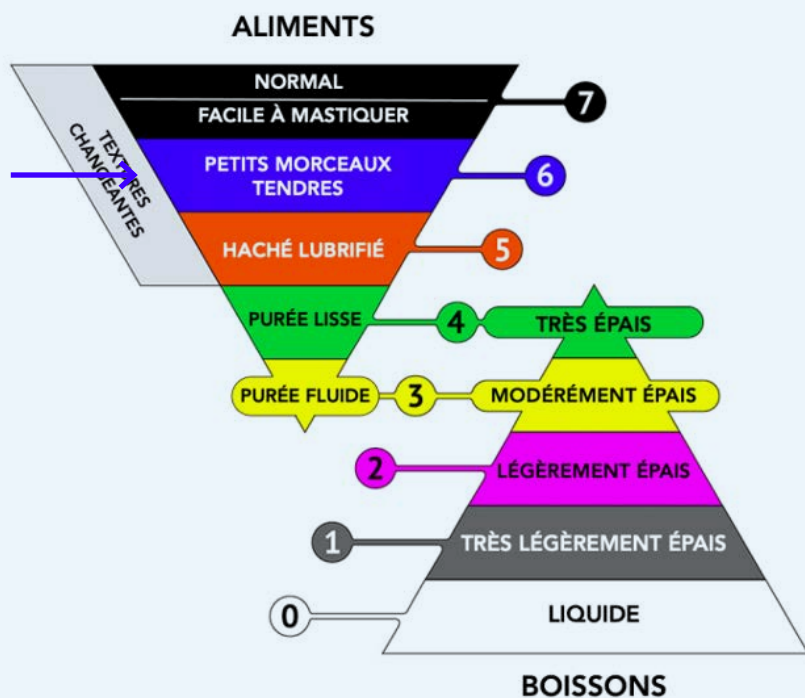 ALIMENTS
NORMAL
7
FACILE À MASTIQUER
TEXTURES
CHANGEANTES
PETITS MORCEAUX
TENDRES
6
HACHÉ LUBRIFIÉ
5
PURÉE LISSE
4
TRÈS ÉPAIS
PURÉE FLUIDE
3
MODÉRÉMENT ÉPAIS
2
LÉGÈREMENT ÉPAIS
1
TRÈS LÉGÈREMENT ÉPAIS
0
LIQUIDE
BOISSONS